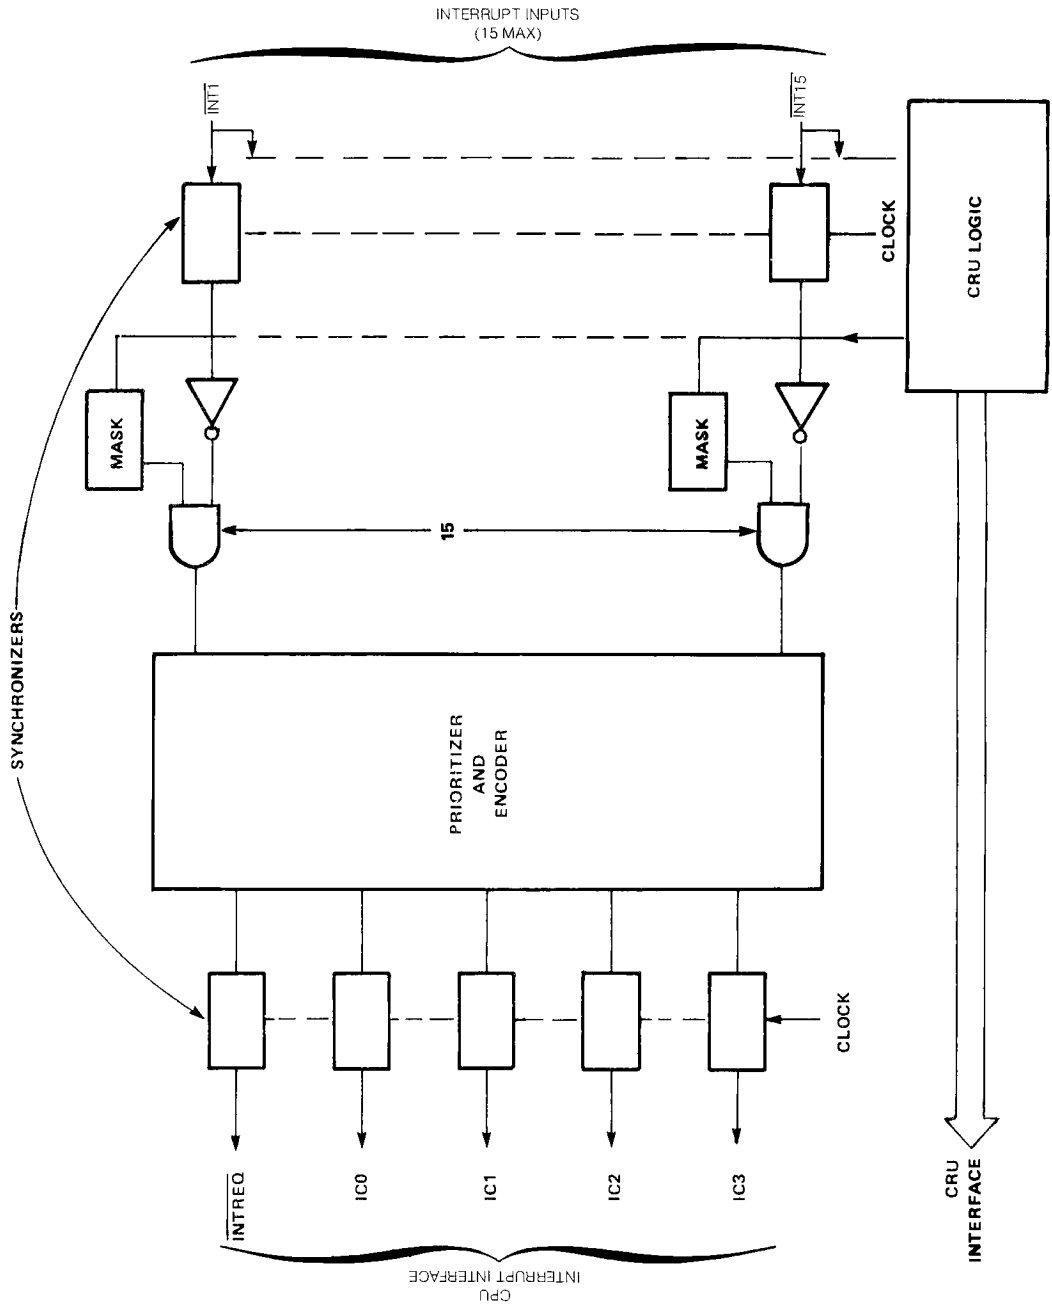 INTERRUPT INPUTS
(15 MAX)
INT1
INT15
CLOCK
CRU LOGIC
MASK
MASK
15
SYNCHRONIZERS
PRIORITIZER
AND
ENCODER
CLOCK
INTREQ
IC0
IC1
IC2
IC3
CRU
INTERFACE
CPU
INTERRUPT INTERFACE